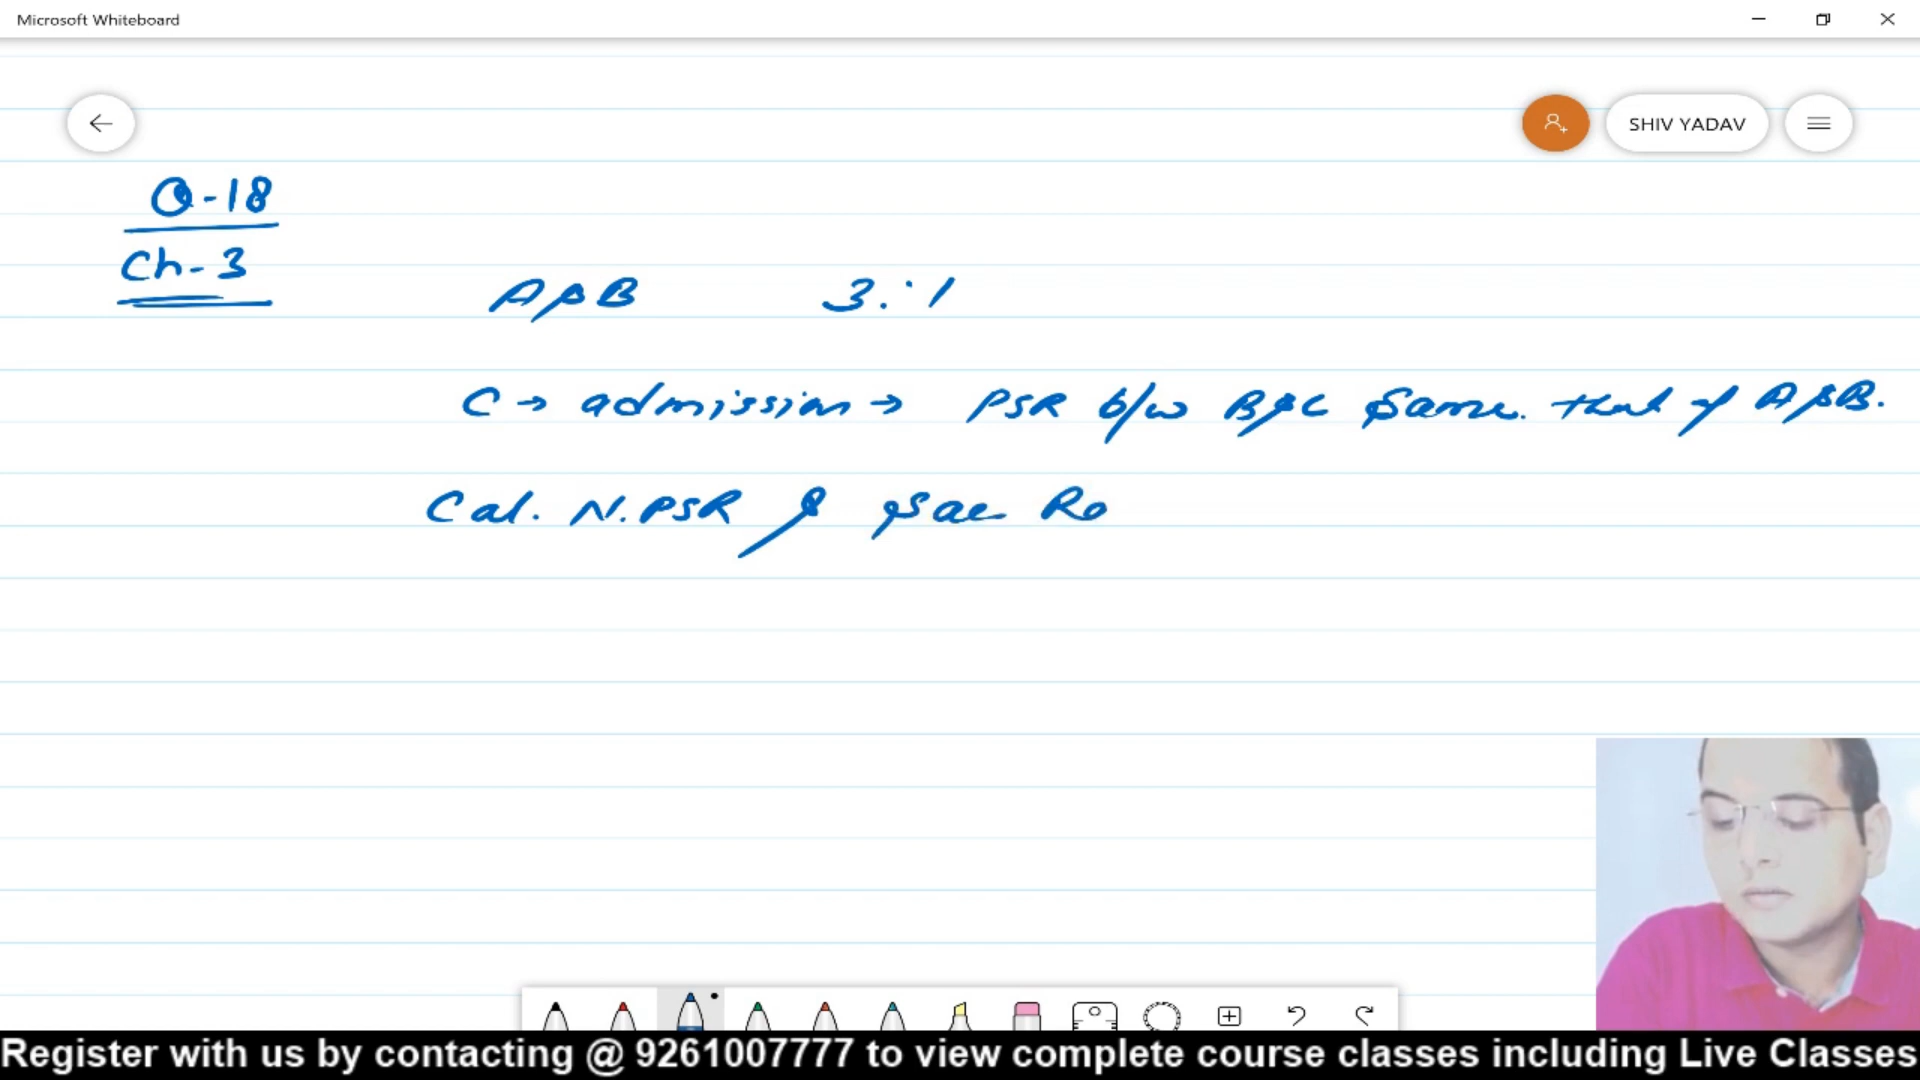 Microsoft Whiteboard
SHIV YADAV
Q-18
Ch-3
A & B 3:1
C → admission → PSR b/w B & C same. that of A & B.
Cal. N.PSR & Sac Ra
Register with us by contacting @ 9261007777 to view complete course classes including Live Classes